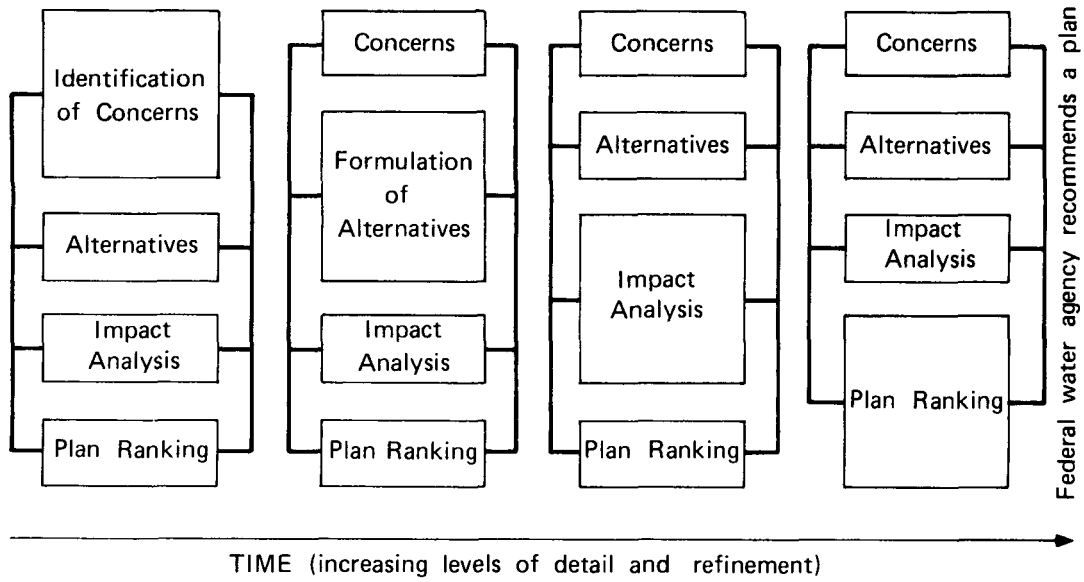 Identification
of Concerns
Alternatives
Impact
Analysis
Plan Ranking
Concerns
Formulation
of
Alternatives
Impact
Analysis
Plan Ranking
Concerns
Alternatives
Impact
Analysis
Plan Ranking
Concerns
Alternatives
Impact
Analysis
Plan Ranking
Federal water agency recommends a plan
TIME (increasing levels of detail and refinement)